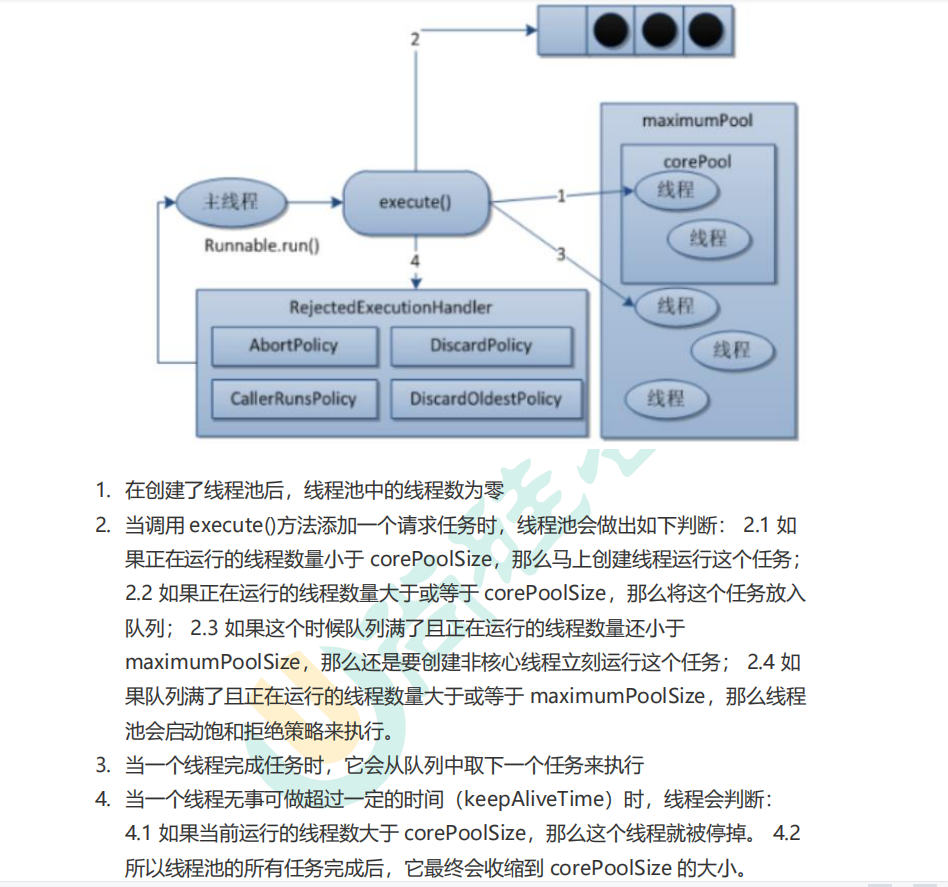 2
maximumPool
corePool
线程
主线程
execute()
1
线程
Runnable.run()
4
3
RejectedExecutionHandler
线程
AbortPolicy
DiscardPolicy
线程
CallerRunsPolicy
DiscardOldestPolicy
线程
1. 在创建了线程池后，线程池中的线程数为零
2. 当调用 execute()方法添加一个请求任务时，线程池会做出如下判断： 2.1 如
果正在运行的线程数量小于 corePoolSize，那么马上创建线程运行这个任务；
2.2 如果正在运行的线程数量大于或等于 corePoolSize，那么将这个任务放入
队列； 2.3 如果这个时候队列满了且正在运行的线程数量还小于
maximumPoolSize，那么还是要创建非核心线程立刻运行这个任务； 2.4 如
果队列满了且正在运行的线程数量大于或等于 maximumPoolSize，那么线程
池会启动饱和拒绝策略来执行。
3. 当一个线程完成任务时，它会从队列中取下一个任务来执行
4. 当一个线程无事可做超过一定的时间（keepAliveTime）时，线程会判断：
4.1 如果当前运行的线程数大于 corePoolSize，那么这个线程就被停掉。 4.2
所以线程池的所有任务完成后，它最终会收缩到 corePoolSize 的大小。